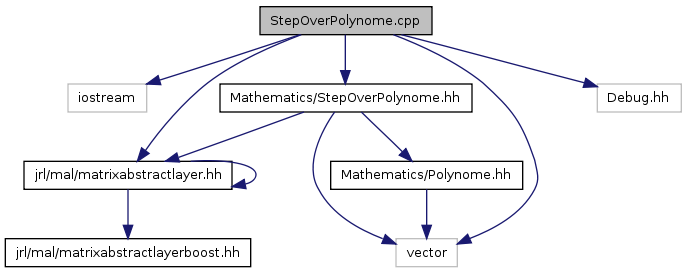 StepOverPolynome.cpp
iostream
Mathematics/StepOverPolynome.hh
Debug.hh
jrl/mal/matrixabstractlayer.hh
Mathematics/Polynome.hh
jrl/mal/matrixabstractlayerboost.hh
vector